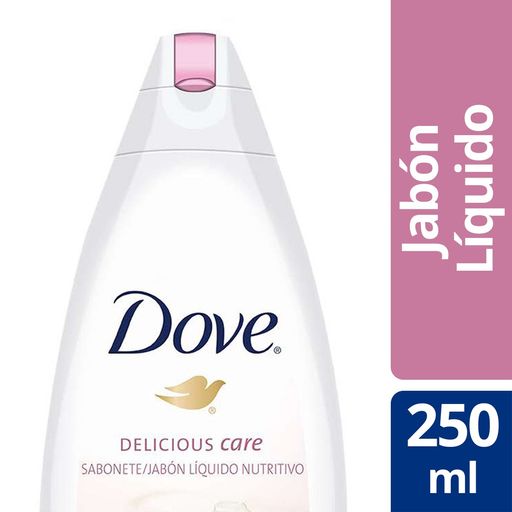 Dove®
®
DELICIOUS care
SABONETE/JABÓN LÍQUIDO NUTRITIVO
Jabón
Líquido
250
ml